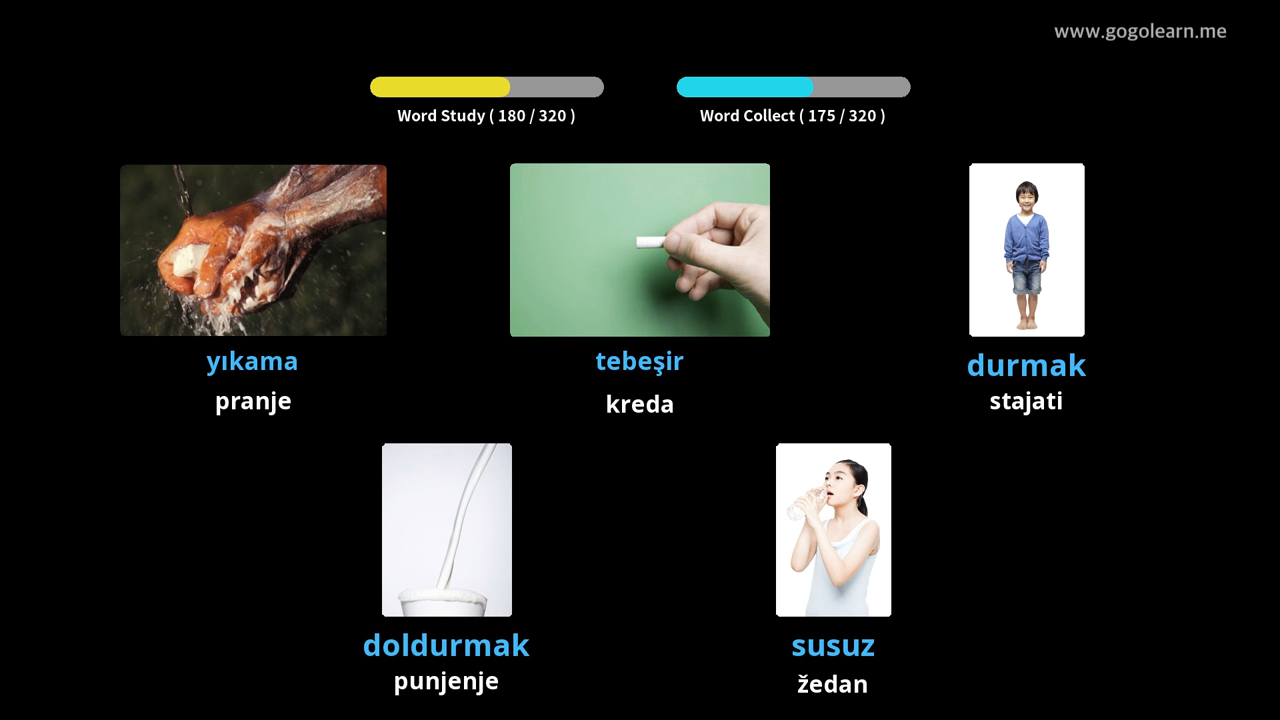 www.gogolearn.me
Word Study ( 180 / 320 )
Word Collect ( 175 / 320 )
yıkama
pranje
tebeşir
kreda
durmak
stajati
doldurmak
punjenje
susuz
žedan